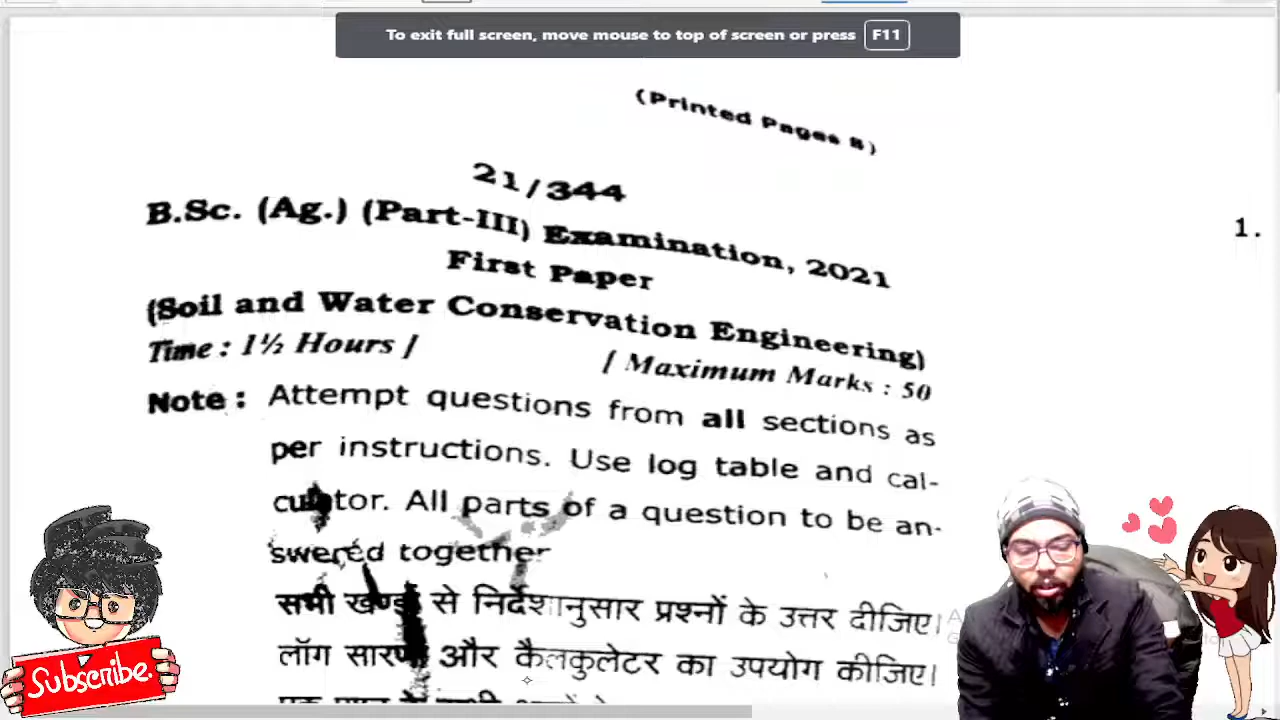 To exit full screen, move mouse to top of screen or press F11
(Printed Pages 8)
21/344
B.Sc. (Ag.) (Part-III) Examination, 2021
First Paper
(Soil and Water Conservation Engineering)
Time : 1½ Hours ]
[ Maximum Marks : 50
Note : Attempt questions from all sections as
per instructions. Use log table and cal-
culator. All parts of a question to be an-
swered together
सभी खण्डों से निर्देशानुसार प्रश्नों के उत्तर दीजिए।
लॉग सारणी और कैलकुलेटर का उपयोग कीजिए।
1.
Subscribe.